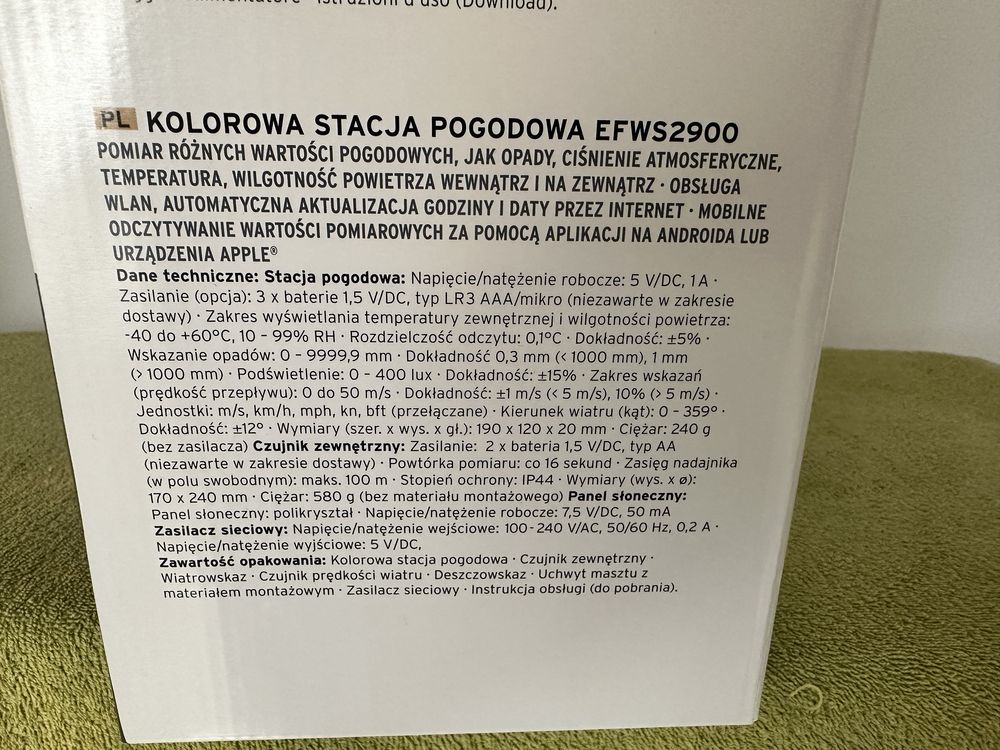 istruzioni d'uso (Download).
PL KOLOROWA STACJA POGODOWA EFWS2900
POMIAR RÓŻNYCH WARTOŚCI POGODOWYCH, JAK OPADY, CIŚNIENIE ATMOSFERYCZNE,
TEMPERATURA, WILGOTNOŚĆ POWIETRZA WEWNĄTRZ I NA ZEWNĄTRZ · OBSŁUGA
WLAN, AUTOMATYCZNA AKTUALIZACJA GODZINY I DATY PRZEZ INTERNET · MOBILNE
ODCZYTYWANIE WARTOŚCI POMIAROWYCH ZA POMOCĄ APLIKACJI NA ANDROIDA LUB
URZĄDZENIA APPLE®
Dane techniczne: Stacja pogodowa: Napięcie/natężenie robocze: 5 V/DC, 1 A ·
Zasilanie (opcja): 3 x baterie 1,5 V/DC, typ LR3 AAA/mikro (niezawarte w zakresie
dostawy) · Zakres wyświetlania temperatury zewnętrznej i wilgotności powietrza:
-40 do +60°C, 10 – 99% RH · Rozdzielczość odczytu: 0,1°C · Dokładność: ±5% ·
Wskazanie opadów: 0 – 9999,9 mm · Dokładność 0,3 mm (< 1000 mm), 1 mm
(> 1000 mm) · Podświetlenie: 0 – 400 lux · Dokładność: ±15% · Zakres wskazań
(prędkość przepływu): 0 do 50 m/s · Dokładność: ±1 m/s (< 5 m/s), 10% (> 5 m/s) ·
Jednostki: m/s, km/h, mph, kn, bft (przełączane) · Kierunek wiatru (kąt): 0 – 359° ·
Dokładność: ±12° · Wymiary (szer. x wys. x gł.): 190 x 120 x 20 mm · Ciężar: 240 g
(bez zasilacza) Czujnik zewnętrzny: Zasilanie: 2 x bateria 1,5 V/DC, typ AA
(niezawarte w zakresie dostawy) · Powtórka pomiaru: co 16 sekund · Zasięg nadajnika
(w polu swobodnym): maks. 100 m · Stopień ochrony: IP44 · Wymiary (wys. x ø):
170 x 240 mm · Ciężar: 580 g (bez materiału montażowego) Panel słoneczny:
Panel słoneczny: polikryształ · Napięcie/natężenie robocze: 7,5 V/DC, 50 mA
Zasilacz sieciowy: Napięcie/natężenie wejściowe: 100-240 V/AC, 50/60 Hz, 0,2 A ·
Napięcie/natężenie wyjściowe: 5 V/DC,
Zawartość opakowania: Kolorowa stacja pogodowa · Czujnik zewnętrzny ·
Wiatrowskaz · Czujnik prędkości wiatru · Deszczowskaz · Uchwyt masztu z
materiałem montażowym · Zasilacz sieciowy · Instrukcja obsługi (do pobrania).